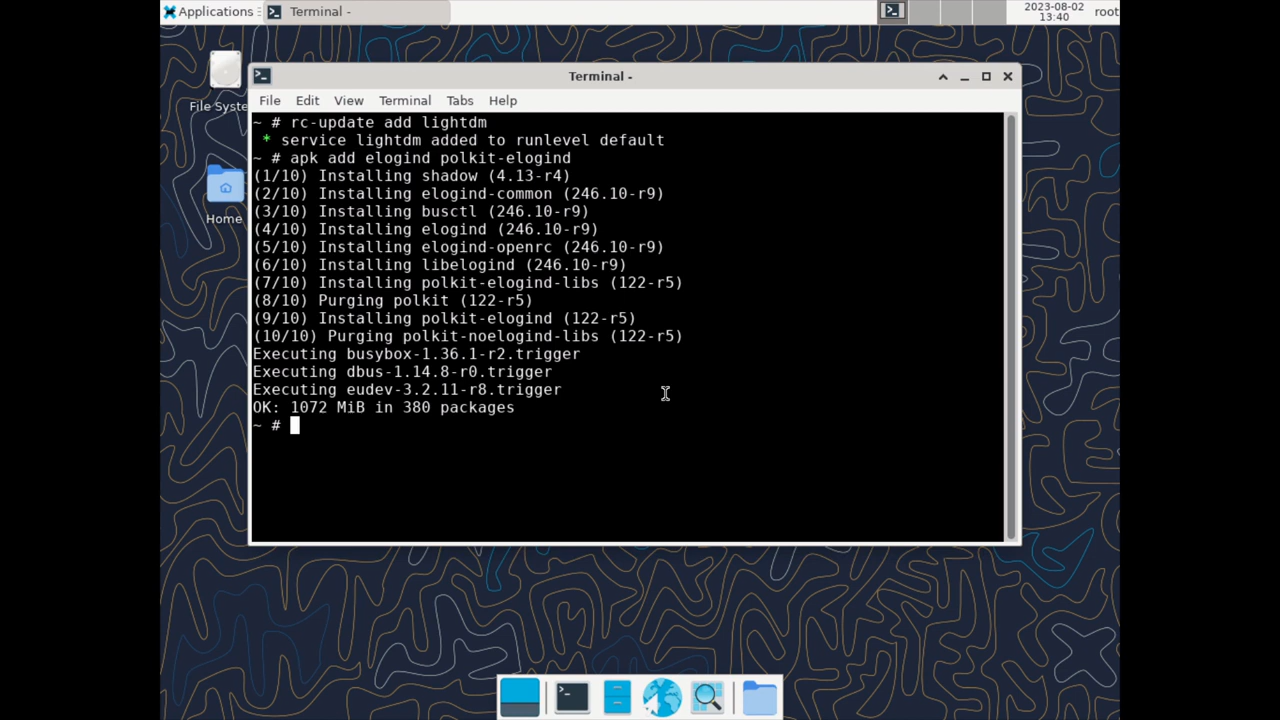 Applications
Terminal -
2023-08-02
13:40
root
File Syste
Home
Terminal -
File Edit View Terminal Tabs Help
~ # rc-update add lightdm
* service lightdm added to runlevel default
~ # apk add elogind polkit-elogind
(1/10) Installing shadow (4.13-r4)
(2/10) Installing elogind-common (246.10-r9)
(3/10) Installing busctl (246.10-r9)
(4/10) Installing elogind (246.10-r9)
(5/10) Installing elogind-openrc (246.10-r9)
(6/10) Installing libelogind (246.10-r9)
(7/10) Installing polkit-elogind-libs (122-r5)
(8/10) Purging polkit (122-r5)
(9/10) Installing polkit-elogind (122-r5)
(10/10) Purging polkit-noelogind-libs (122-r5)
Executing busybox-1.36.1-r2.trigger
Executing dbus-1.14.8-r0.trigger
Executing eudev-3.2.11-r8.trigger
OK: 1072 MiB in 380 packages
~ #